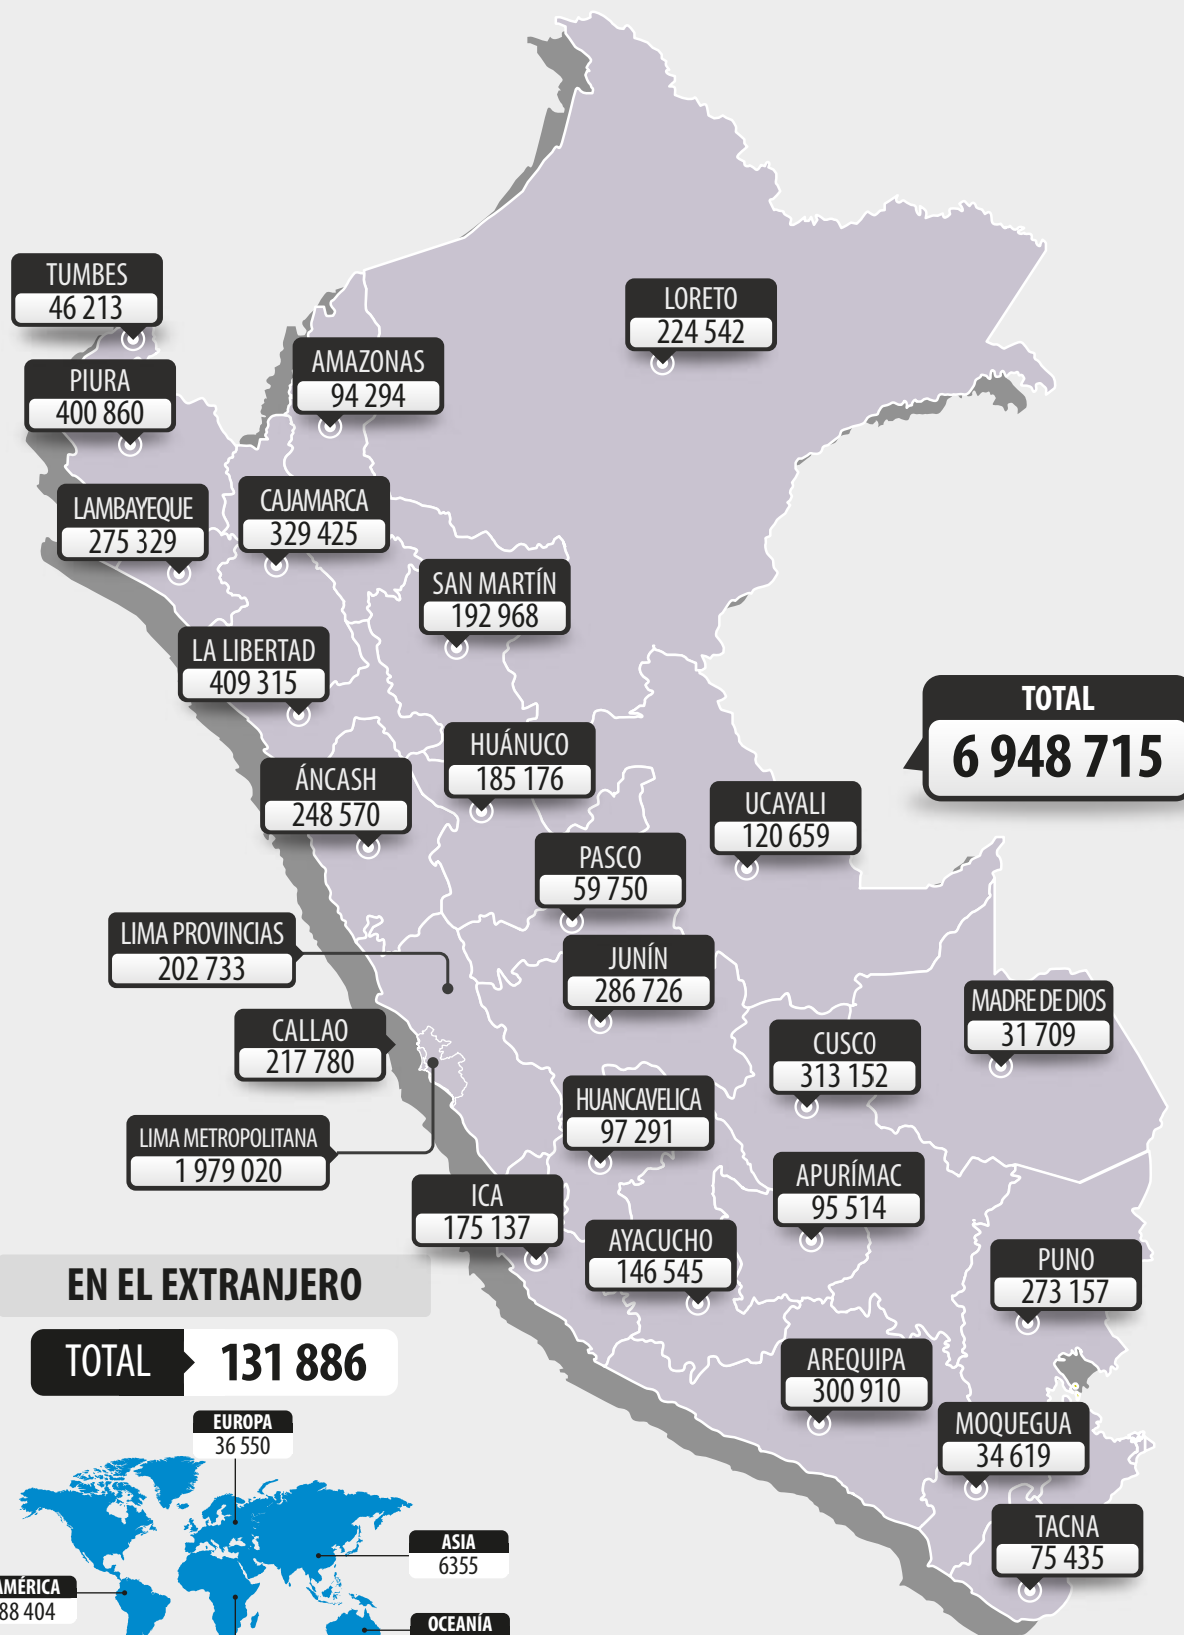 TUMBES
46 213
LORETO
224 542
AMAZONAS
94 294
PIURA
400 860
LAMBAYEQUE
275 329
CAJAMARCA
329 425
SAN MARTÍN
192 968
LA LIBERTAD
409 315
TOTAL
6 948 715
HUÁNUCO
185 176
ÁNCASH
248 570
UCAYALI
120 659
PASCO
59 750
LIMA PROVINCIAS
202 733
JUNÍN
286 726
MADRE DE DIOS
31 709
CALLAO
217 780
CUSCO
313 152
HUANCAVELICA
97 291
LIMA METROPOLITANA
1 979 020
APURÍMAC
95 514
ICA
175 137
AYACUCHO
146 545
PUNO
273 157
EN EL EXTRANJERO
TOTAL 131 886
AREQUIPA
300 910
MOQUEGUA
34 619
TACNA
75 435
EUROPA
36 550
ASIA
6355
AMÉRICA
88 404
OCEANÍA